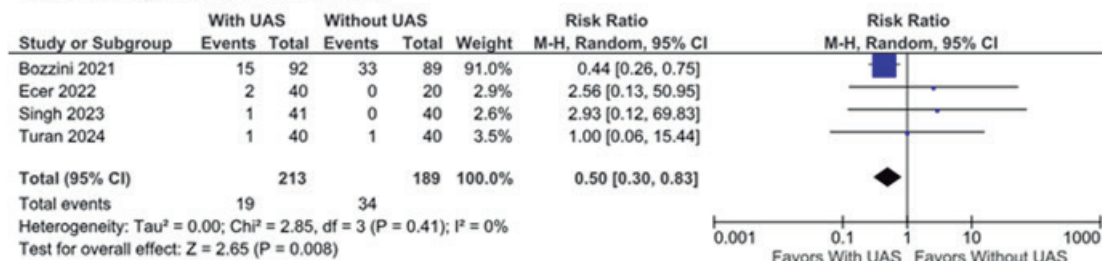 With UAS Without UAS Risk Ratio Risk Ratio
Study or Subgroup Events Total Events Total Weight M-H, Random, 95% CI M-H, Random, 95% CI
Bozzini 2021 15 92 33 89 91.0% 0.44 [0.26, 0.75]
Ecer 2022 2 40 0 20 2.9% 2.56 [0.13, 50.95]
Singh 2023 1 41 0 40 2.6% 2.93 [0.12, 69.83]
Turan 2024 1 40 1 40 3.5% 1.00 [0.06, 15.44]
Total (95% CI) 213 189 100.0% 0.50 [0.30, 0.83]
Total events 19 34
Heterogeneity: Tau² = 0.00; Chi² = 2.85, df = 3 (P = 0.41); I² = 0%
Test for overall effect: Z = 2.65 (P = 0.008)
0.001 0.1 1 10 1000
Favors With UAS Favors Without UAS